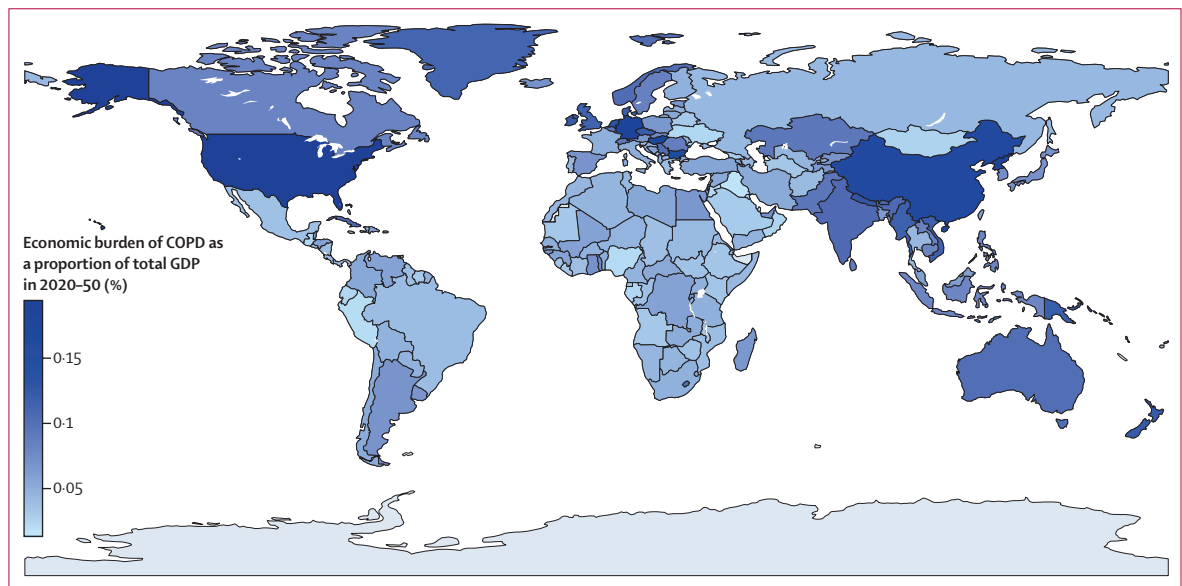 Economic burden of COPD as
a proportion of total GDP
in 2020–50 (%)
0·15
0·1
0·05